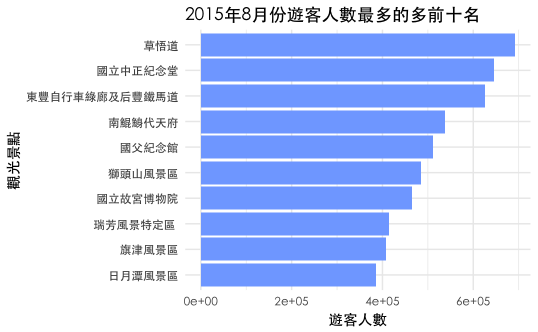 2015年8月份遊客人數最多的多前十名
觀光景點
草悟道
國立中正紀念堂
東豐自行車綠廊及后豐鐵馬道
南鯤鯓代天府
國父紀念館
獅頭山風景區
國立故宮博物院
瑞芳風景特定區
旗津風景區
日月潭風景區
0e+00 2e+05 4e+05 6e+05
遊客人數